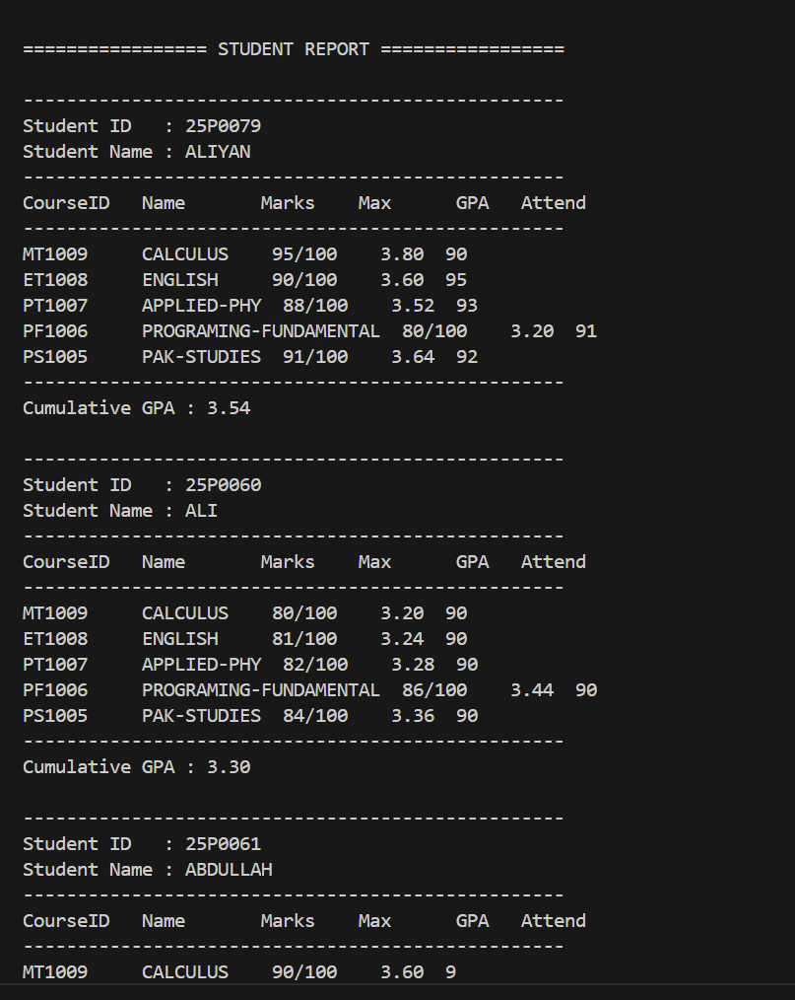 ================= STUDENT REPORT =================
--------------------------------------------------
Student ID   : 25P0079
Student Name : ALIYAN
--------------------------------------------------
CourseID   Name       Marks    Max      GPA   Attend
--------------------------------------------------
MT1009     CALCULUS    95/100    3.80  90
ET1008     ENGLISH     90/100    3.60  95
PT1007     APPLIED-PHY  88/100    3.52  93
PF1006     PROGRAMING-FUNDAMENTAL  80/100    3.20  91
PS1005     PAK-STUDIES  91/100    3.64  92
--------------------------------------------------
Cumulative GPA : 3.54
--------------------------------------------------
Student ID   : 25P0060
Student Name : ALI
--------------------------------------------------
CourseID   Name       Marks    Max      GPA   Attend
--------------------------------------------------
MT1009     CALCULUS    80/100    3.20  90
ET1008     ENGLISH     81/100    3.24  90
PT1007     APPLIED-PHY  82/100    3.28  90
PF1006     PROGRAMING-FUNDAMENTAL  86/100    3.44  90
PS1005     PAK-STUDIES  84/100    3.36  90
--------------------------------------------------
Cumulative GPA : 3.30
--------------------------------------------------
Student ID   : 25P0061
Student Name : ABDULLAH
--------------------------------------------------
CourseID   Name       Marks    Max      GPA   Attend
--------------------------------------------------
MT1009     CALCULUS    90/100    3.60  9